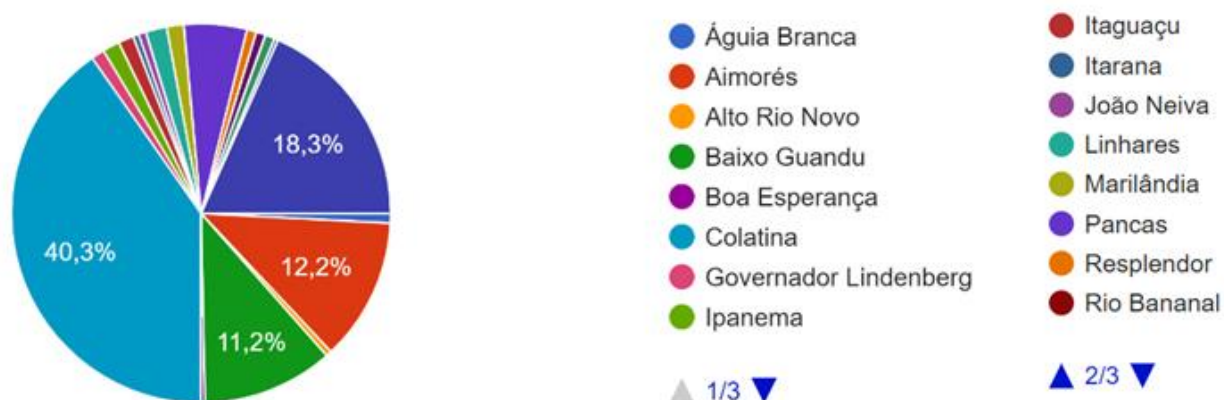 18,3%
40,3%
12,2%
11,2%
Águia Branca
Aimorés
Alto Rio Novo
Baixo Guandu
Boa Esperança
Colatina
Governador Lindenberg
Ipanema
1/3
Itaguaçu
Itarana
João Neiva
Linhares
Marilândia
Pancas
Resplendor
Rio Bananal
2/3